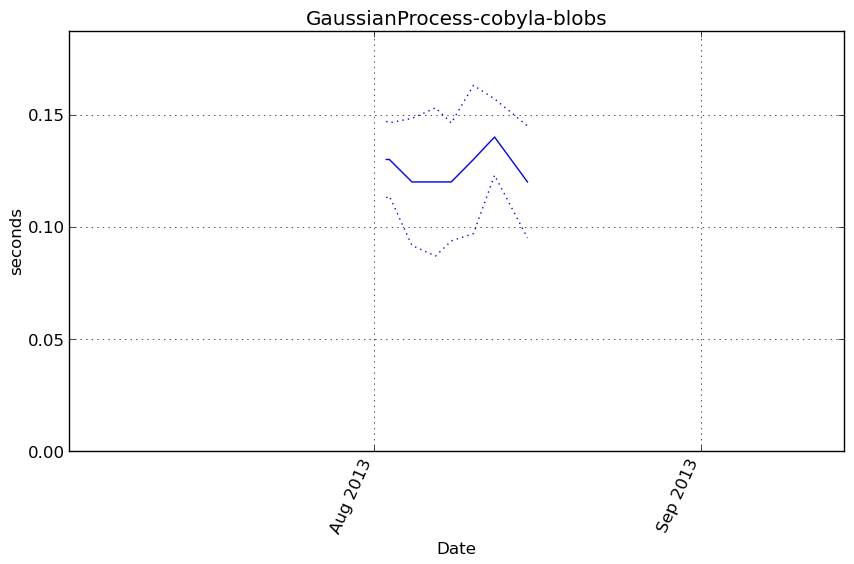 GaussianProcess-cobyla-blobs
0.15
0.10
0.05
0.00
seconds
Aug 2013
Sep 2013
Date